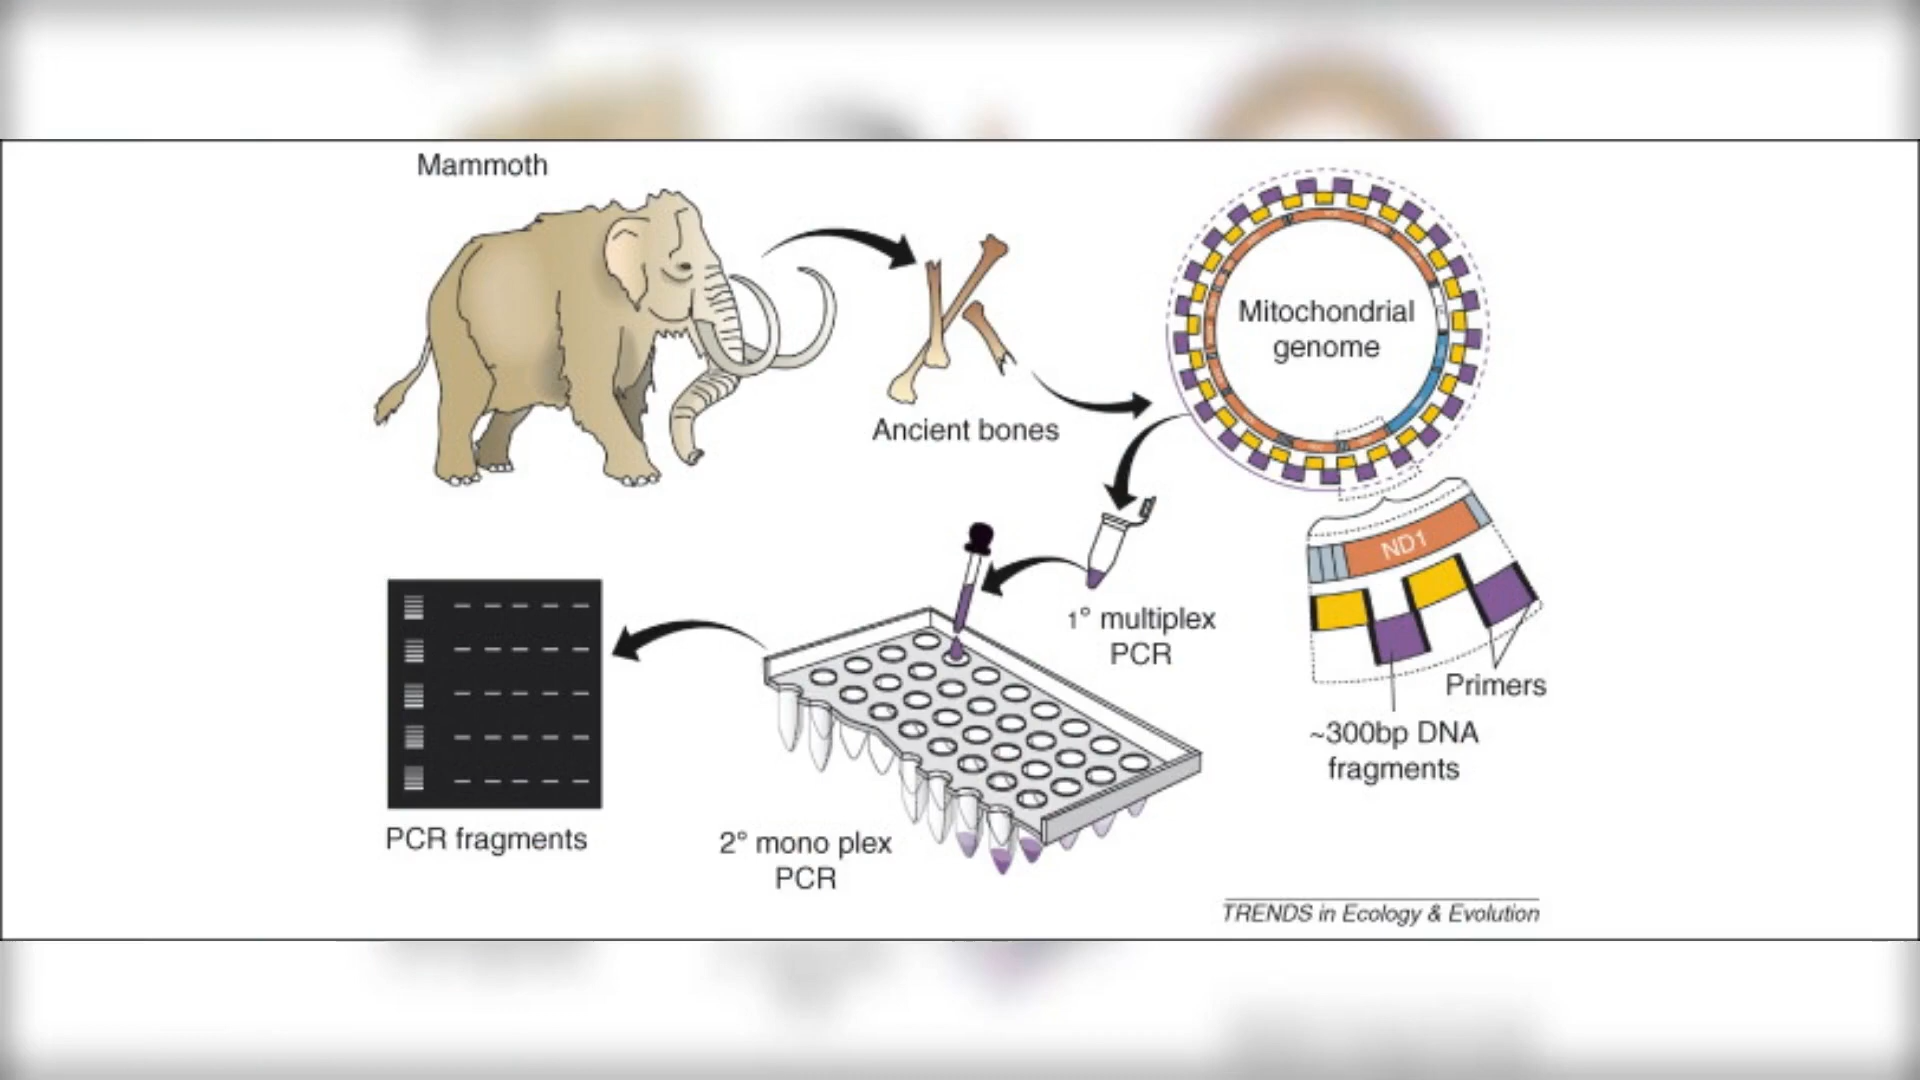 Mammoth
Ancient bones
Mitochondrial
genome
ND1
Primers
~300bp DNA
fragments
1° multiplex
PCR
2° mono plex
PCR
PCR fragments
TRENDS in Ecology & Evolution